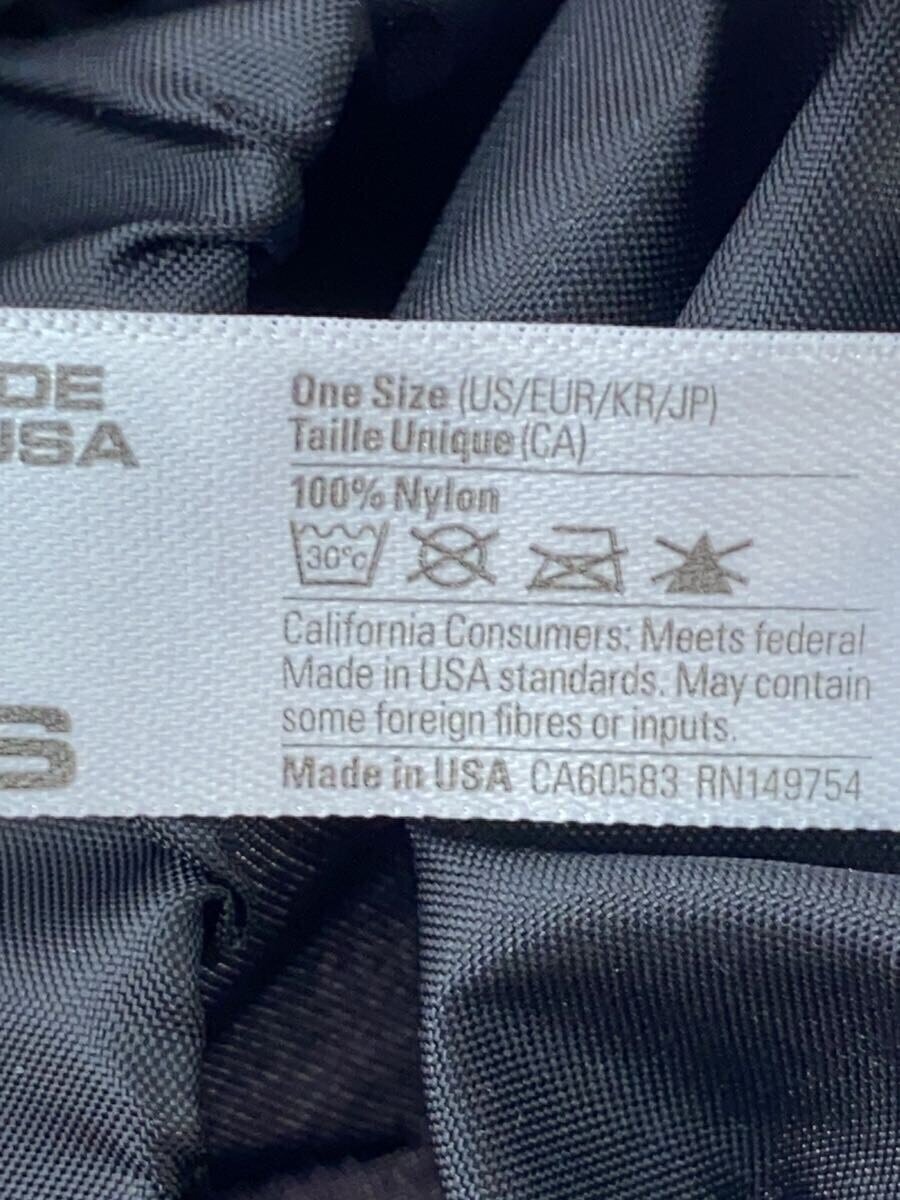 DE
USA
S
One Size (US/EUR/KR/JP)
Taille Unique (CA)
100% Nylon
30°c
California Consumers: Meets federal
Made in USA standards. May contain
some foreign fibres or inputs.
Made in USA CA60583 RN149754